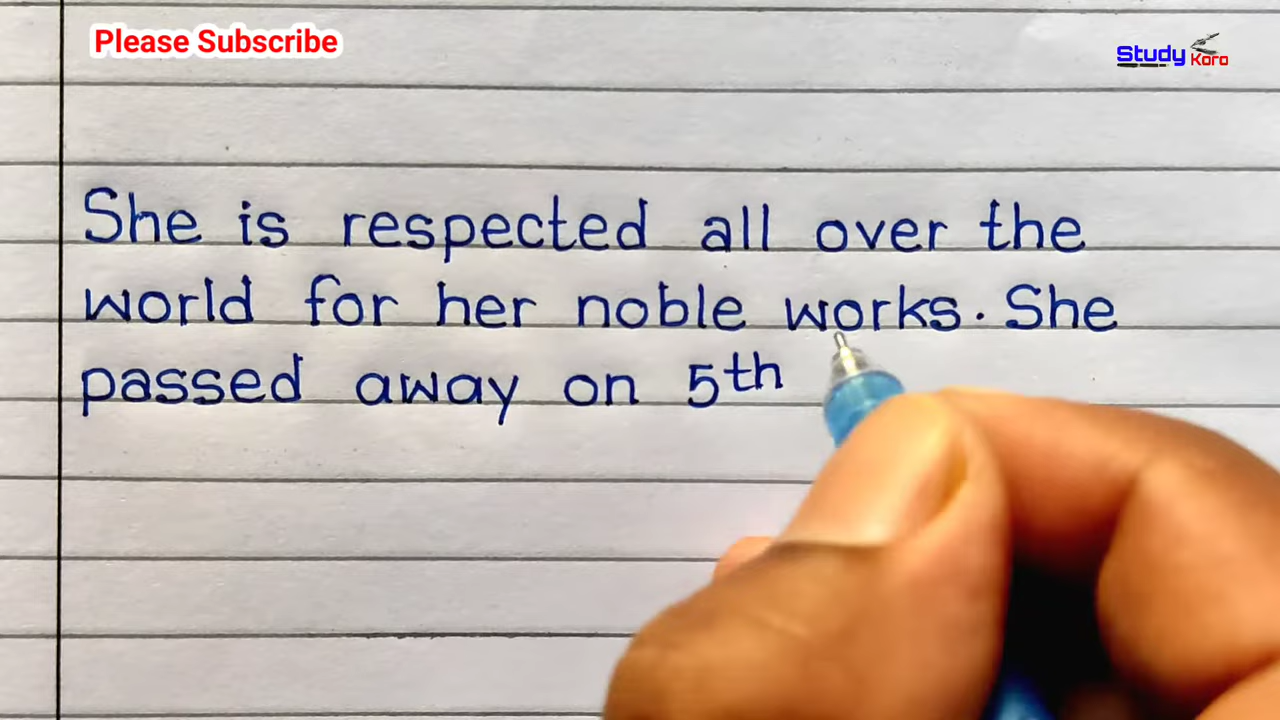 Please Subscribe
Study Koro
She is respected all over the
world for her noble works. She
passed away on 5th